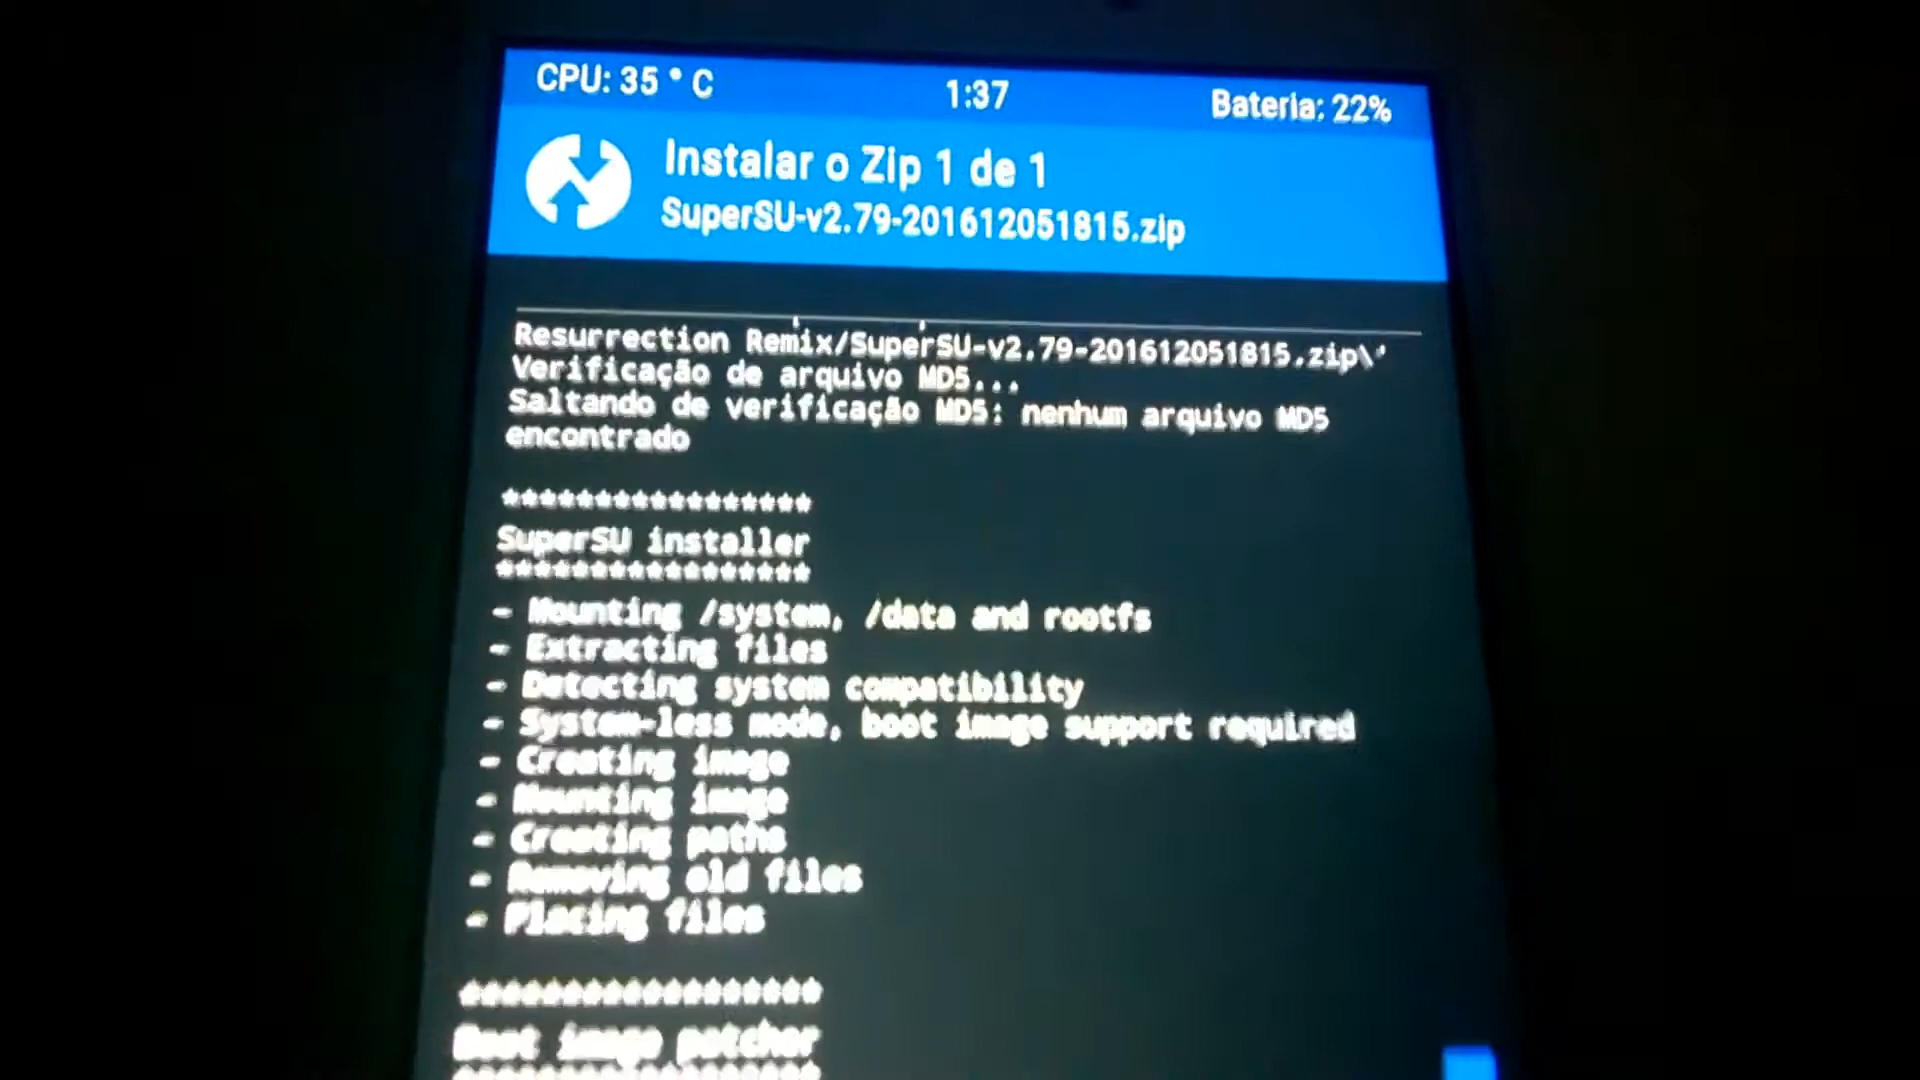 CPU: 35 ° C 1:37 Bateria: 22%
Instalar o Zip 1 de 1
SuperSU-v2.79-201612051815.zip
Resurrection Remix/SuperSU-v2.79-201612051815.zip\'
Verificação de arquivo MD5...
Saltando de verificação MD5: nenhum arquivo MD5
encontrado
*****************
SuperSU installer
*****************
- Mounting /system, /data and rootfs
- Extracting files
- Detecting system compatibility
- System-less mode, boot image support required
- Creating image
- Mounting image
- Creating paths
- Removing old files
- Placing files
******************
Boot image patcher
******************